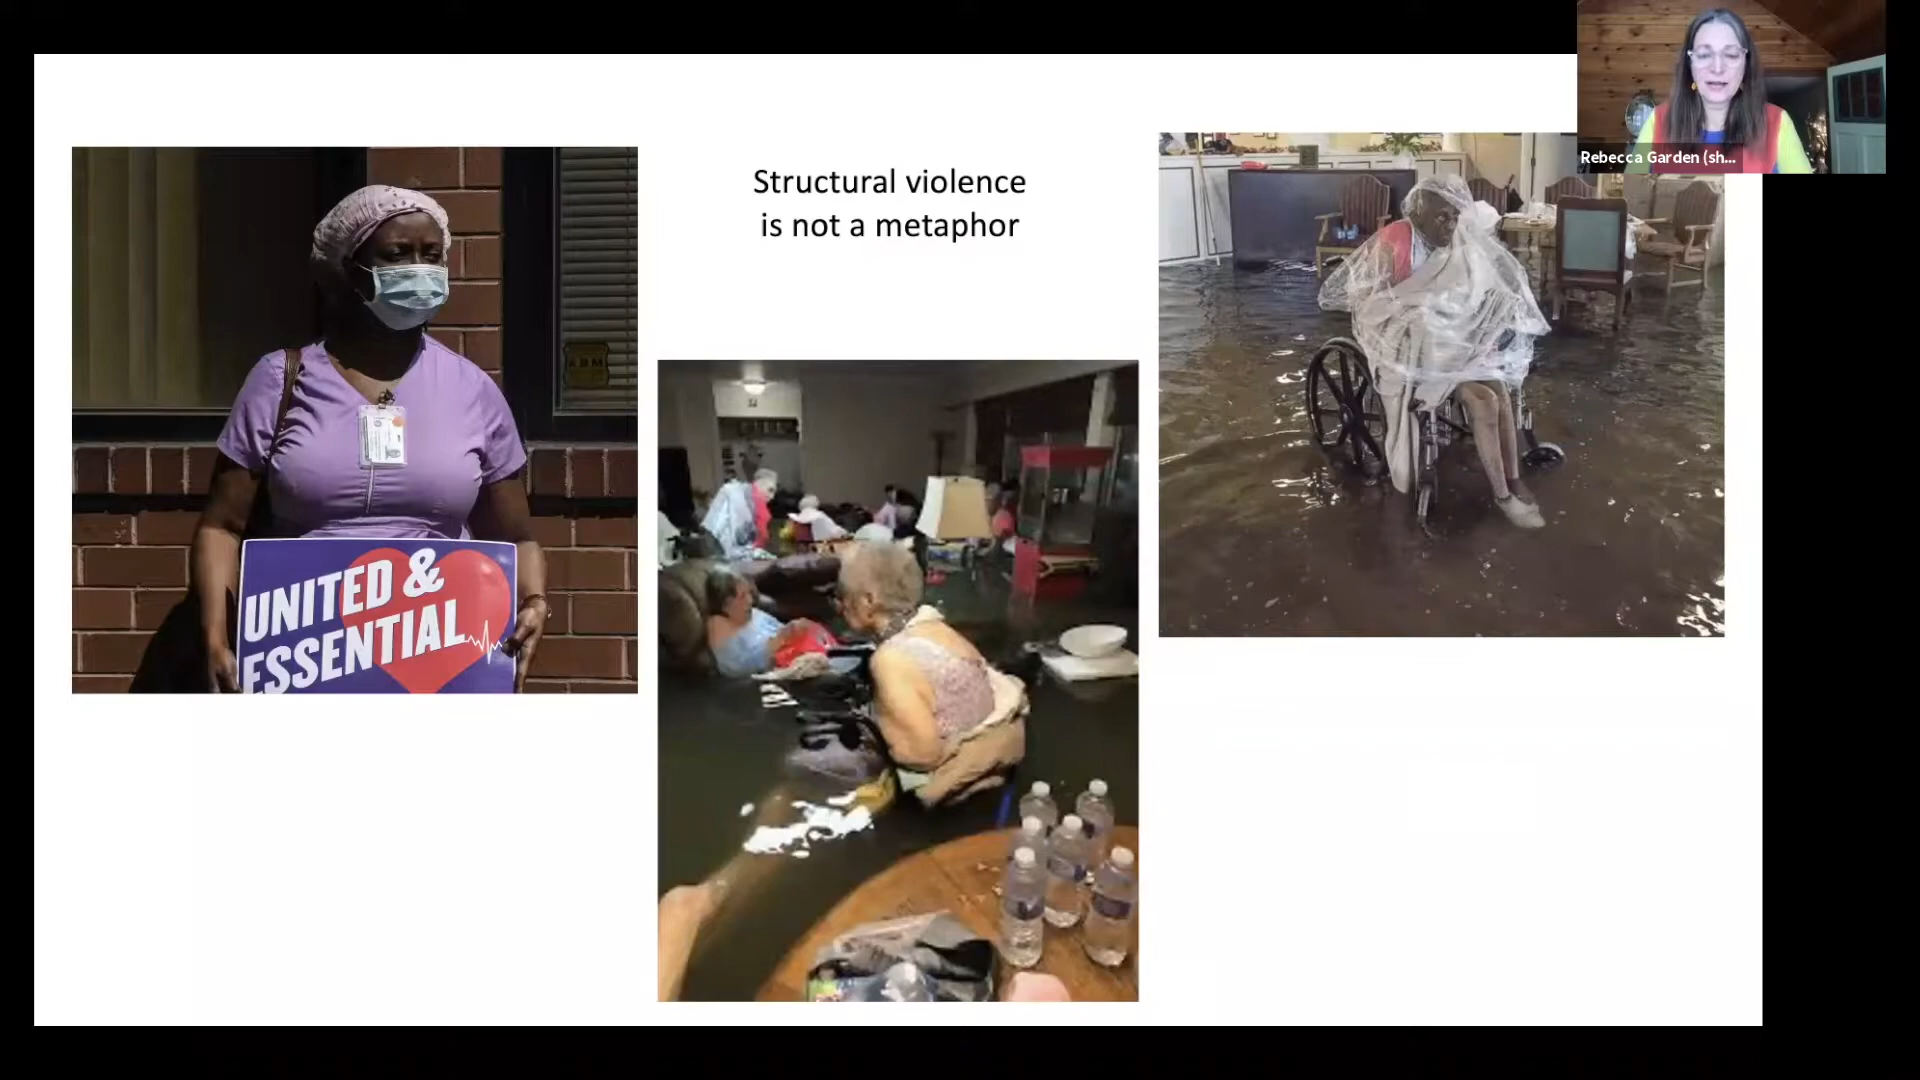 Structural violence
is not a metaphor
Rebecca Garden (sh...
UNITED &
ESSENTIAL